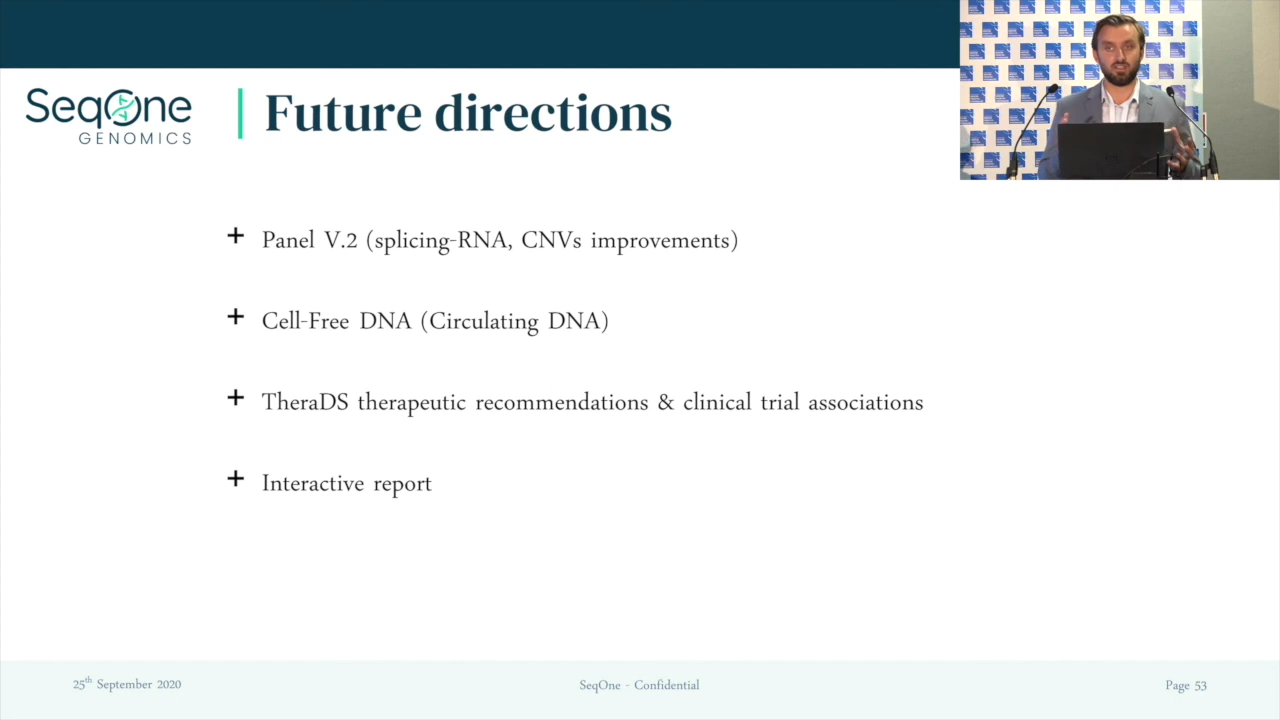 SeqOne
GENOMICS
Future directions
+ Panel V.2 (splicing-RNA, CNVs improvements)
+ Cell-Free DNA (Circulating DNA)
+ TheraDS therapeutic recommendations & clinical trial associations
+ Interactive report
25th September 2020
SeqOne - Confidential
Page 53